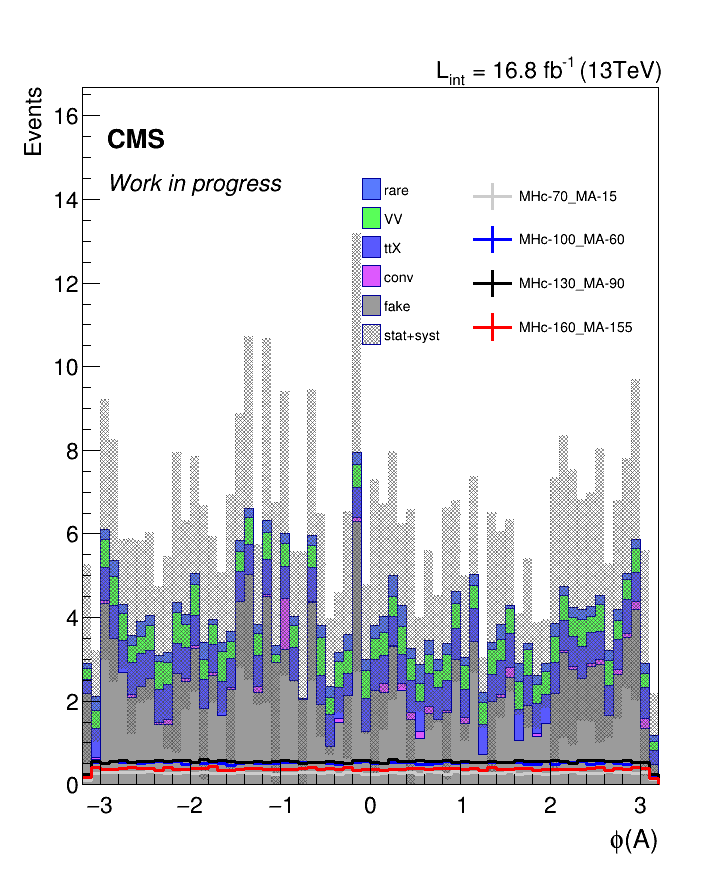 L_int = 16.8 fb^-1 (13TeV)
Events
CMS
Work in progress
rare
VV
ttX
conv
fake
stat+syst
MHc-70_MA-15
MHc-100_MA-60
MHc-130_MA-90
MHc-160_MA-155
16
14
12
10
8
6
4
2
0
−3 −2 −1 0 1 2 3
ϕ(A)